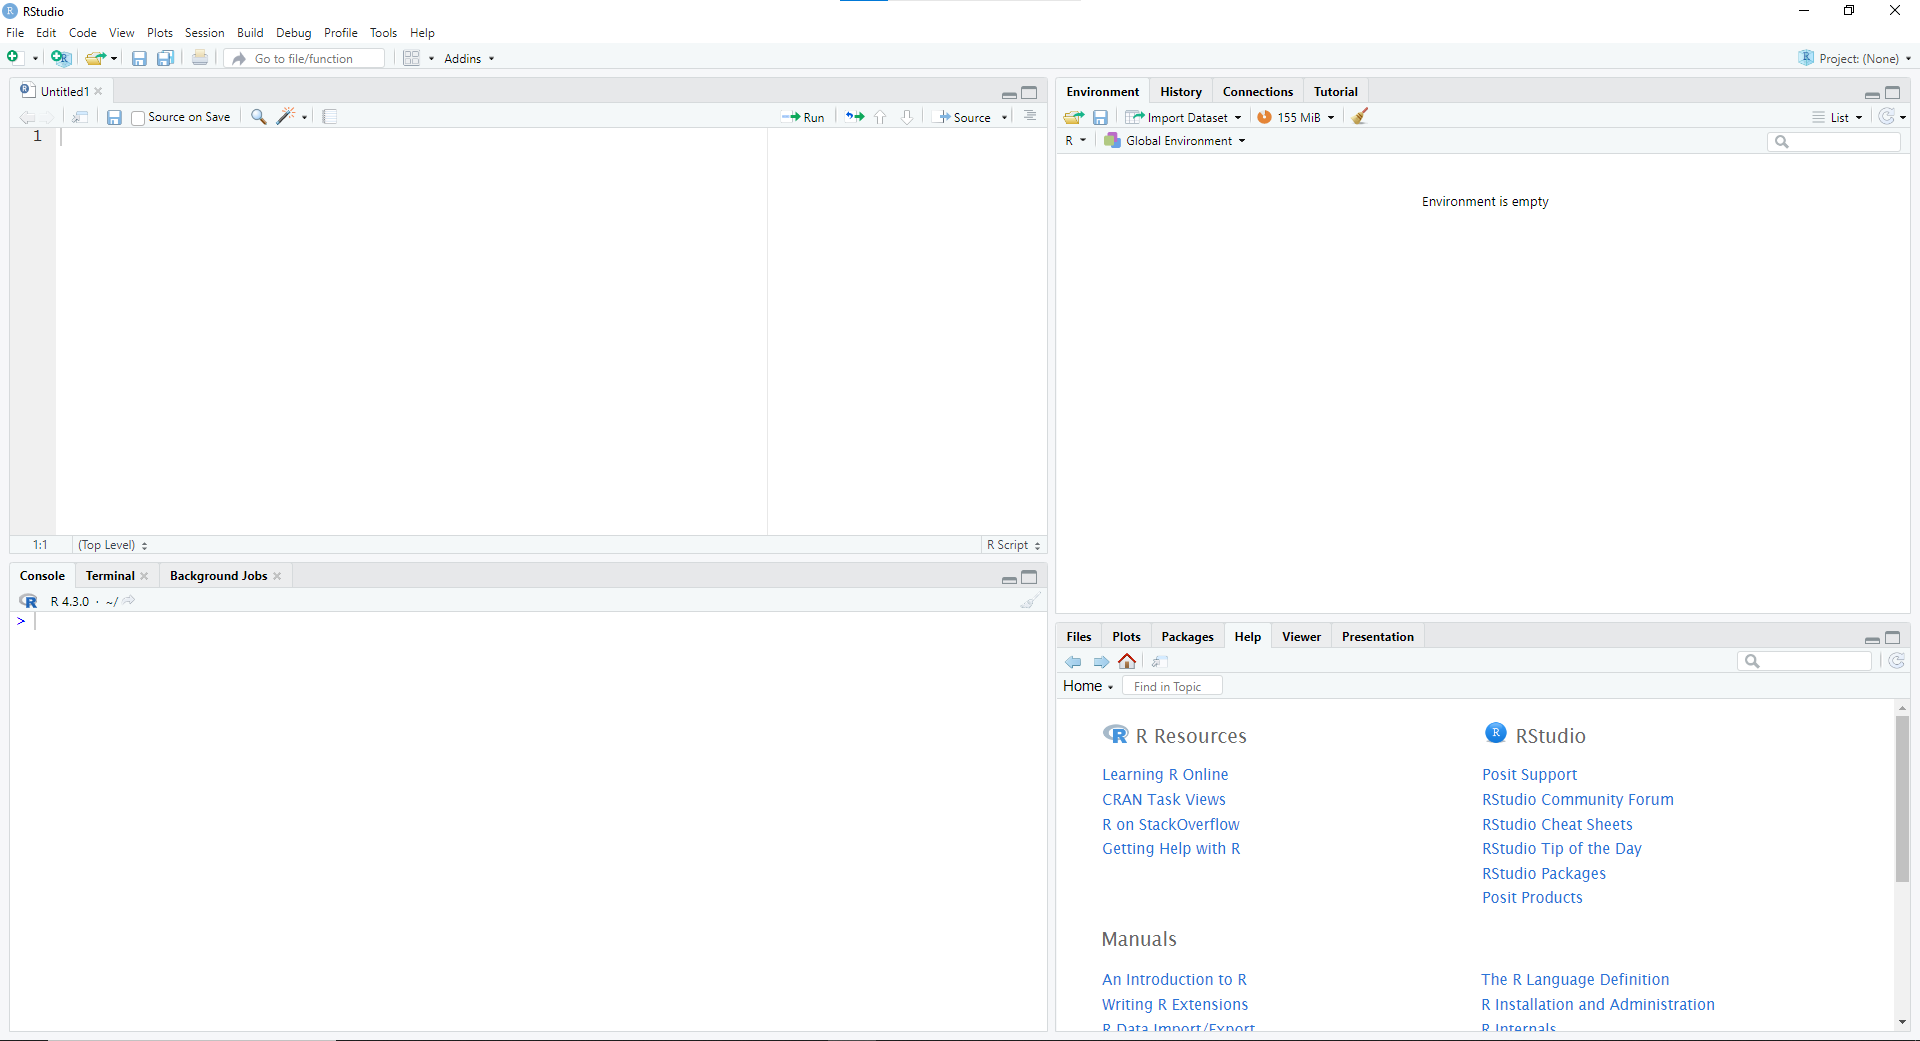 RStudio
File Edit Code View Plots Session Build Debug Profile Tools Help
Go to file/function Addins Project: (None)
Untitled1
Source on Save Run Source
1
1:1 (Top Level) R Script
Console Terminal Background Jobs
R 4.3.0 · ~/
>
Environment History Connections Tutorial
Import Dataset 155 MiB List
R Global Environment
Environment is empty
Files Plots Packages Help Viewer Presentation
Home Find in Topic
R Resources
Learning R Online
CRAN Task Views
R on StackOverflow
Getting Help with R
RStudio
Posit Support
RStudio Community Forum
RStudio Cheat Sheets
RStudio Tip of the Day
RStudio Packages
Posit Products
Manuals
An Introduction to R
Writing R Extensions
R Data Import/Export
The R Language Definition
R Installation and Administration
R Internals